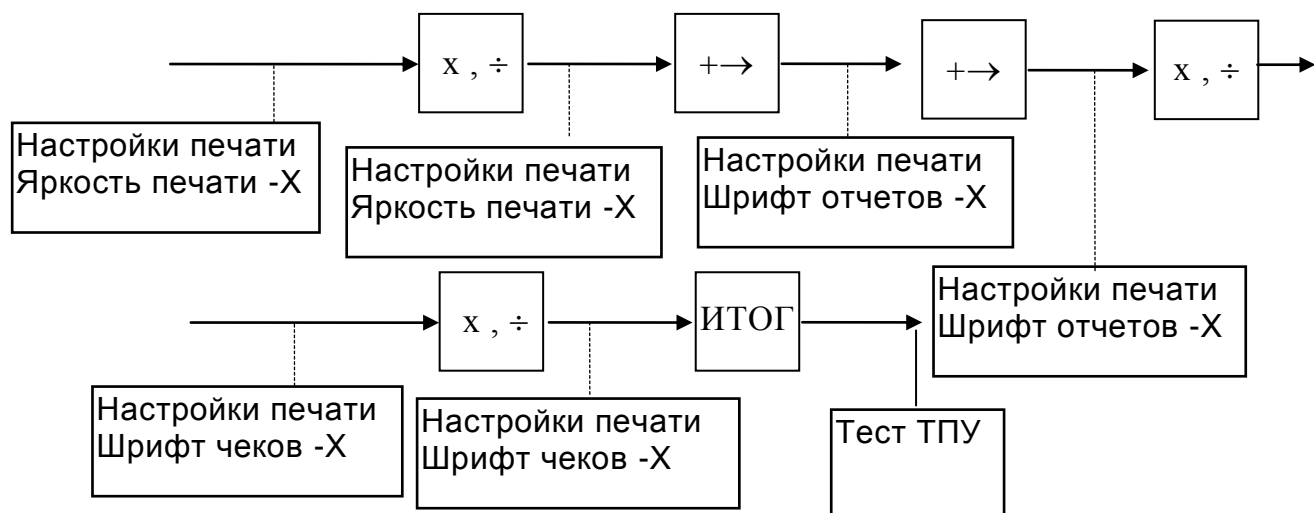 х , ÷
+→
+→
х , ÷
Настройки печати
Яркость печати -X
Настройки печати
Яркость печати -X
Настройки печати
Шрифт отчетов -X
Настройки печати
Шрифт отчетов -X
х , ÷
ИТОГ
Настройки печати
Шрифт чеков -X
Настройки печати
Шрифт чеков -X
Тест ТПУ